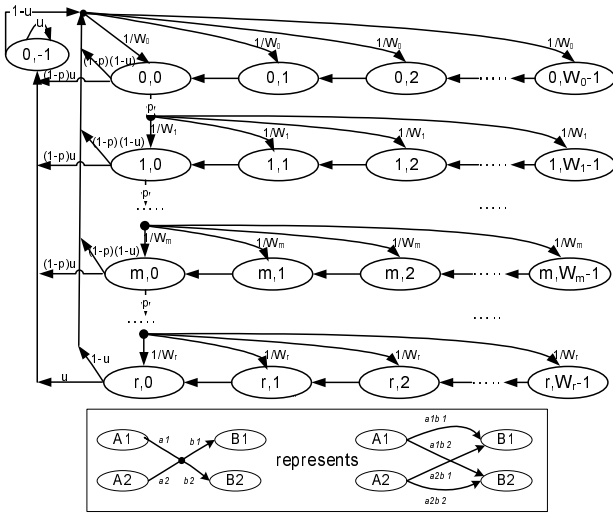 1-u
u
0,-1
1/W0 1/W0 1/W0 1/W0
(1-p)(1-u)
(1-p)u
0,0 0,1 0,2 ..... 0,W0-1
p
1/W1 1/W1 1/W1 1/W1
(1-p)(1-u)
(1-p)u
1,0 1,1 1,2 ..... 1,W1-1
p
..... .....
1/Wm 1/Wm 1/Wm 1/Wm
(1-p)(1-u)
(1-p)u
m,0 m,1 m,2 ..... m,Wm-1
p
..... .....
1/Wr 1/Wr 1/Wr 1/Wr
1-u
u
r,0 r,1 r,2 ..... r,Wr-1
A1 a1 b1 B1
A2 a2 b2 B2
represents
A1 a1b1 B1
a1b2
a2b1
A2 a2b2 B2